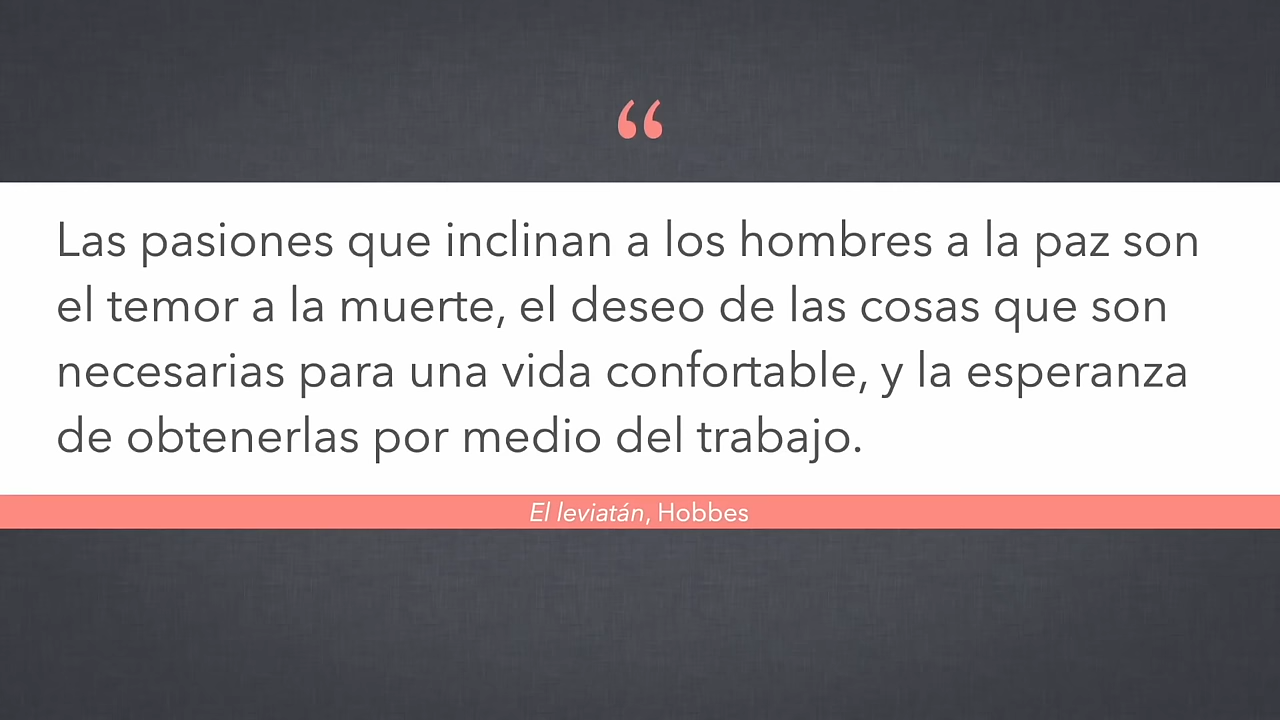 “
Las pasiones que inclinan a los hombres a la paz son
el temor a la muerte, el deseo de las cosas que son
necesarias para una vida confortable, y la esperanza
de obtenerlas por medio del trabajo.
El leviatán, Hobbes